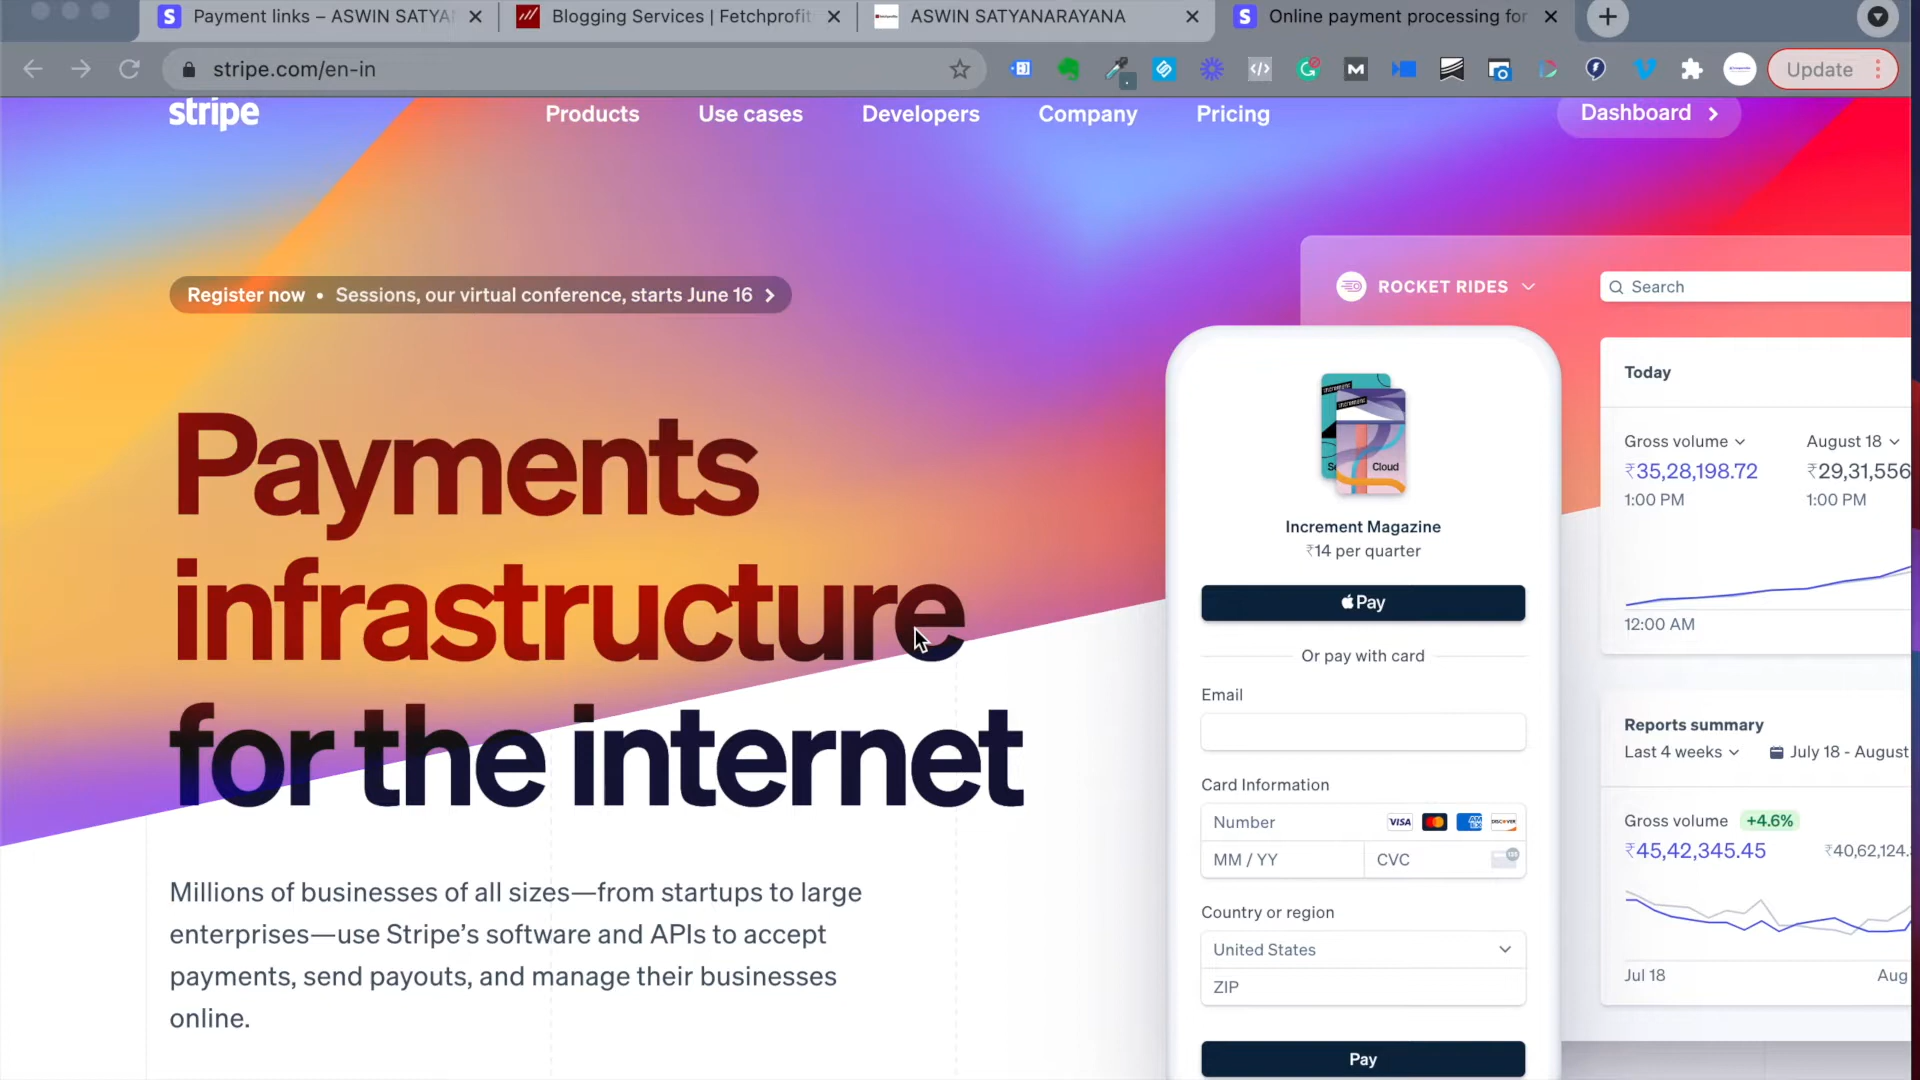 Payment links – ASWIN SATYA
Blogging Services | Fetchprofit
ASWIN SATYANARAYANA
Online payment processing for
stripe.com/en-in
Update
stripe
Products
Use cases
Developers
Company
Pricing
Dashboard
Register now • Sessions, our virtual conference, starts June 16
ROCKET RIDES
Search
Payments
infrastructure
for the internet
Millions of businesses of all sizes—from startups to large
enterprises—use Stripe's software and APIs to accept
payments, send payouts, and manage their businesses
online.
Cloud
Increment Magazine
₹14 per quarter
Pay
Or pay with card
Email
Card Information
Number
VISA
MM / YY
CVC
Country or region
United States
ZIP
Pay
Today
Gross volume
August 18
₹35,28,198.72
₹29,31,556
1:00 PM
1:00 PM
12:00 AM
Reports summary
Last 4 weeks
July 18 - August
Gross volume
+4.6%
₹45,42,345.45
₹40,62,124.
Jul 18
Aug